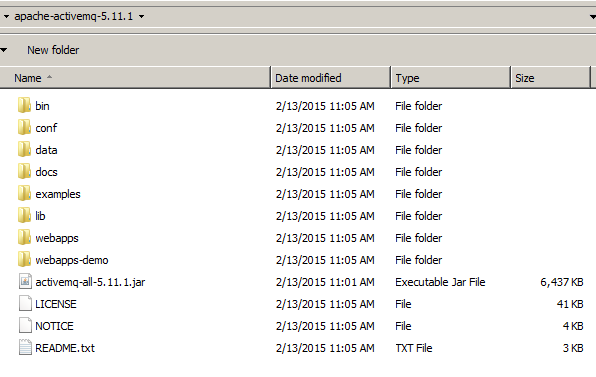 apache-activemq-5.11.1
New folder
Name Date modified Type Size
bin 2/13/2015 11:05 AM File folder
conf 2/13/2015 11:05 AM File folder
data 2/13/2015 11:05 AM File folder
docs 2/13/2015 11:05 AM File folder
examples 2/13/2015 11:05 AM File folder
lib 2/13/2015 11:05 AM File folder
webapps 2/13/2015 11:05 AM File folder
webapps-demo 2/13/2015 11:05 AM File folder
activemq-all-5.11.1.jar 2/13/2015 11:01 AM Executable Jar File 6,437 KB
LICENSE 2/13/2015 11:05 AM File 41 KB
NOTICE 2/13/2015 11:05 AM File 4 KB
README.txt 2/13/2015 11:05 AM TXT File 3 KB